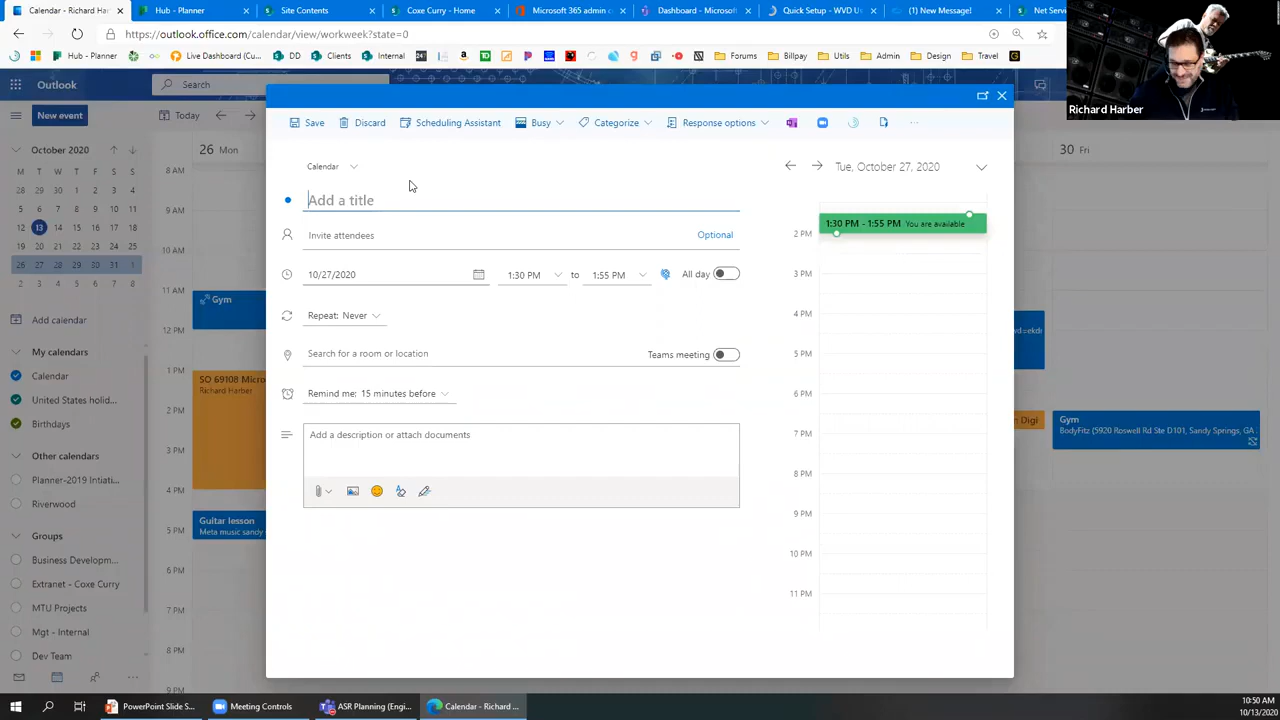 Calendar - Richard Har
Hub - Planner
Site Contents
Coxe Curry - Home
Microsoft 365 admin c
Dashboard - Microsoft
Quick Setup - WVD U
(1) New Message!
Net Serv
https://outlook.office.com/calendar/view/workweek?state=0
Hub - Planner
Live Dashboard (Cu...
DD
Clients
Internal
Forums
Billpay
Utils
Admin
Design
Travel
Richard Harber
Outlook
Search
New event
Today
Save
Discard
Scheduling Assistant
Busy
Categorize
Response options
October 2020
M T W T F S S
28 29 30 1 2 3 4
5 6 7 8 9 10 11
12 13 14 15 16 17 18
19 20 21 22 23 24 25
26 27 28 29 30 31 1
2 3 4 5 6 7 8
Add calendar
My calendars
Calendar
United States holid...
Birthdays
Other calendars
Planner-2019 Intiati...
Riverwood
Groups
Business Developm...
Extranet - Coxe Curry
MTU Projects
Mgt - Internal
Dev Team
26 Mon
30 Fri
8 AM
9 AM
10 AM
11 AM
12 PM
1 PM
2 PM
3 PM
4 PM
5 PM
6 PM
7 PM
8 PM
9 PM
Gym
SO 69108 Micro
Richard Harber
Guitar lesson
Meta music sandy
Calendar
Add a title
Invite attendees
Optional
10/27/2020
1:30 PM
to
1:55 PM
All day
Repeat: Never
Search for a room or location
Teams meeting
Remind me: 15 minutes before
Add a description or attach documents
Tue, October 27, 2020
1:30 PM - 1:55 PM You are available
2 PM
3 PM
4 PM
5 PM
6 PM
7 PM
8 PM
9 PM
10 PM
11 PM
vd=ekdi
n Digi
Gym
BodyFitz (5920 Roswell Rd Ste D101, Sandy Springs, GA
PowerPoint Slide S...
Meeting Controls
ASR Planning (Engi...
Calendar - Richard ...
10:50 AM
10/13/2020